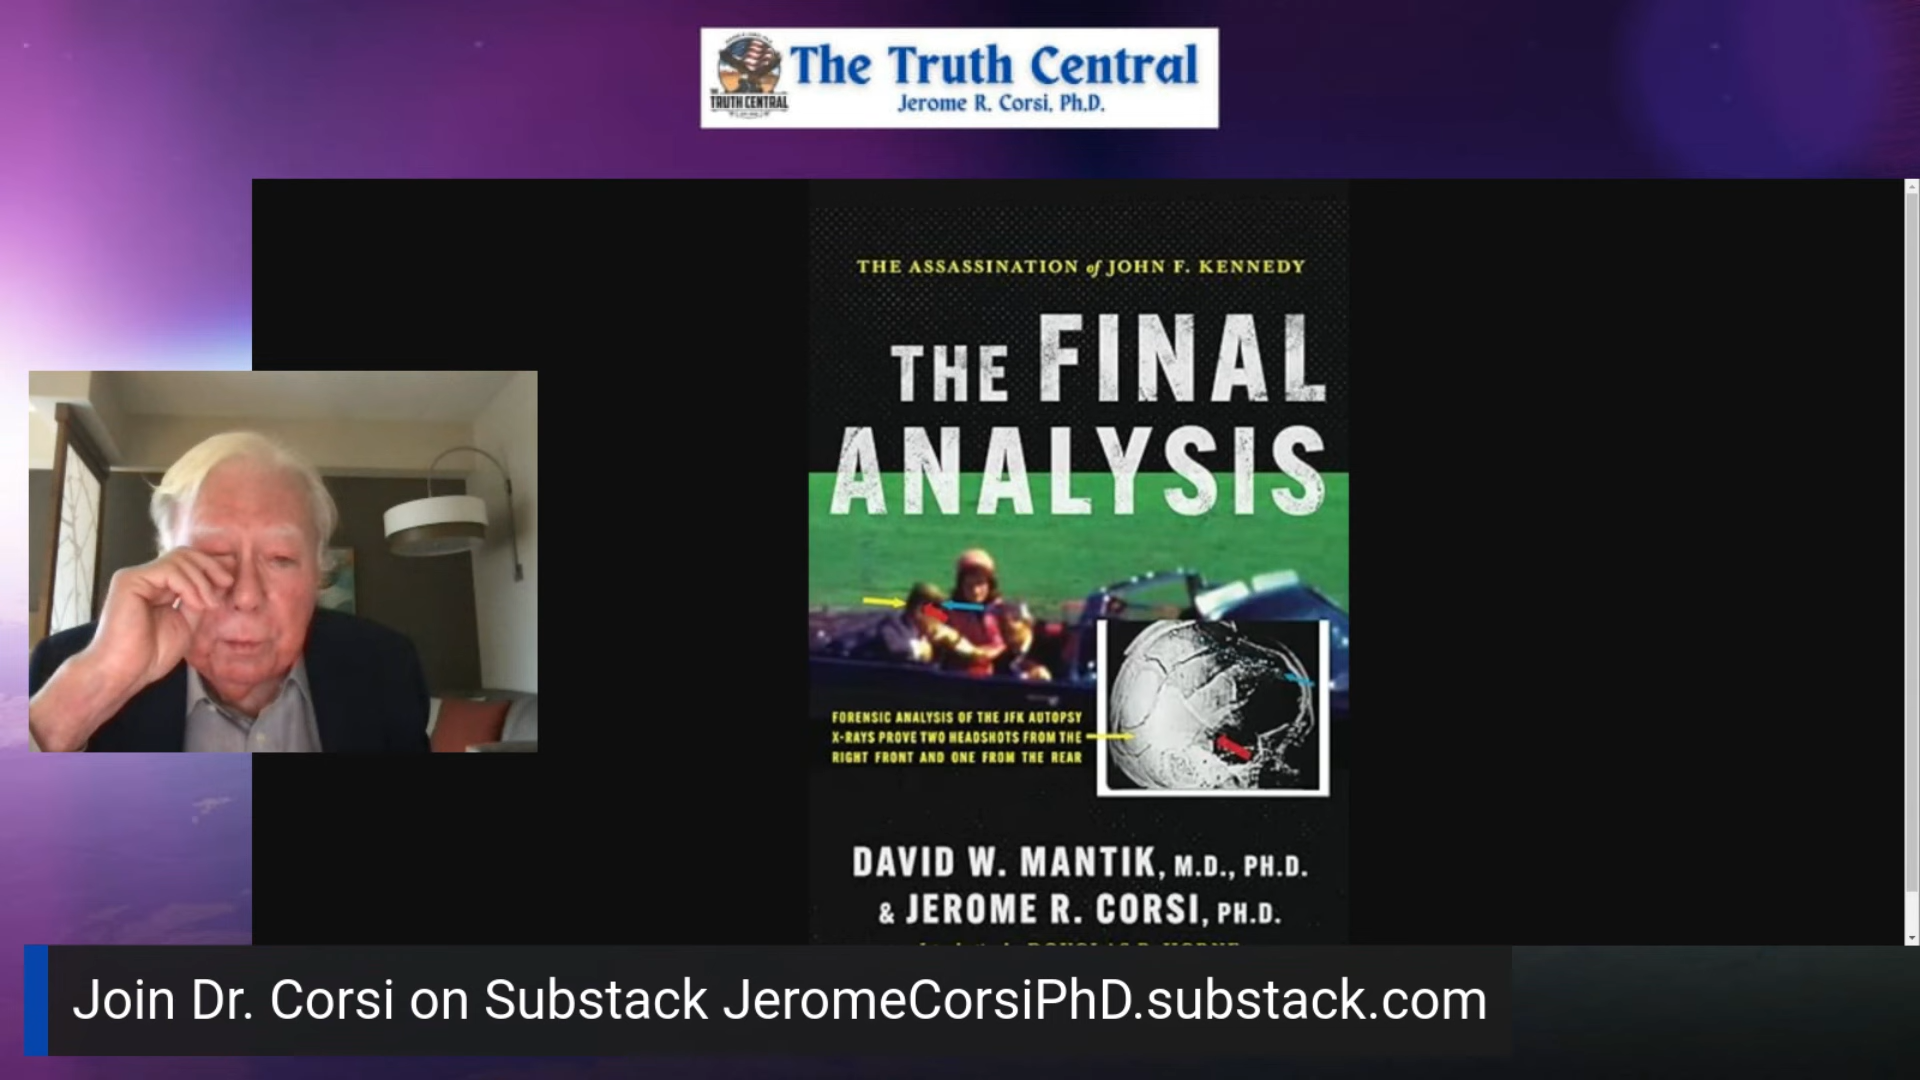 The Truth Central
Jerome R. Corsi, Ph.D.
TRUTH CENTRAL
THE ASSASSINATION of JOHN F. KENNEDY
THE FINAL
ANALYSIS
FORENSIC ANALYSIS OF THE JFK AUTOPSY
X-RAYS PROVE TWO HEADSHOTS FROM THE
RIGHT FRONT AND ONE FROM THE REAR
DAVID W. MANTIK, M.D., PH.D.
& JEROME R. CORSI, PH.D.
Join Dr. Corsi on Substack JeromeCorsiPhD.substack.com